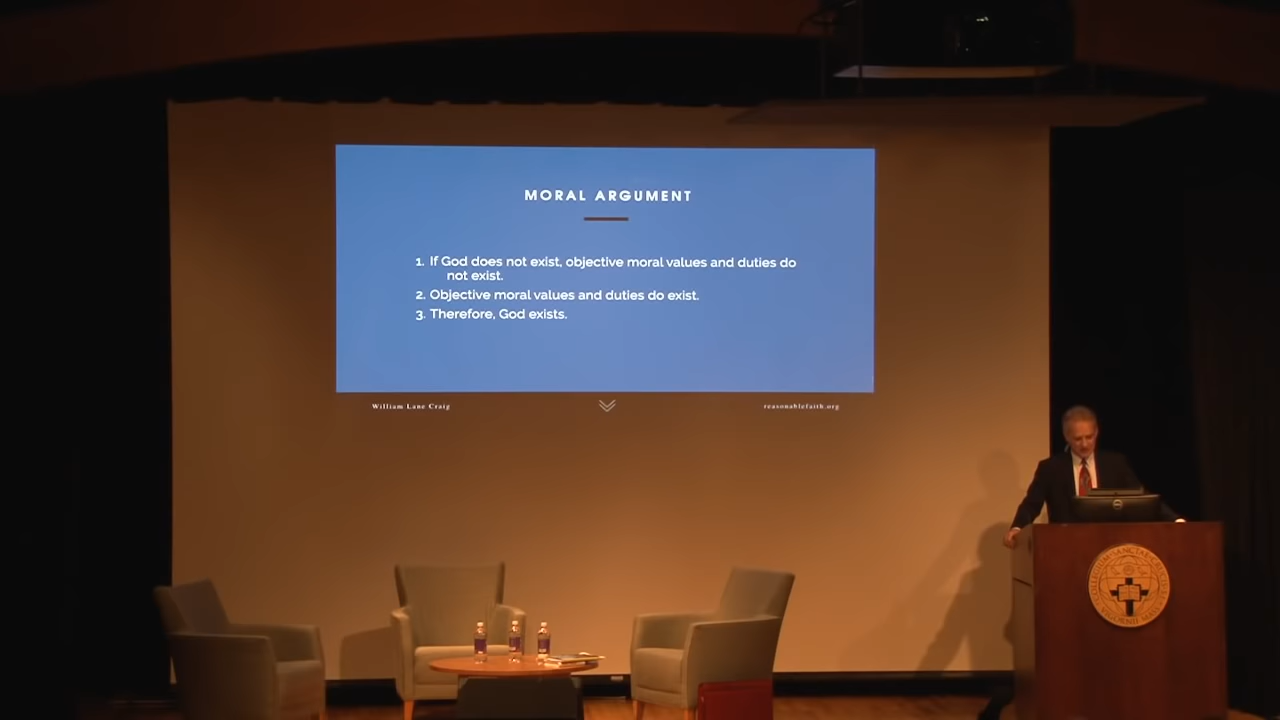 MORAL ARGUMENT
1. If God does not exist, objective moral values and duties do
not exist.
2. Objective moral values and duties do exist.
3. Therefore, God exists.
William Lane Craig
reasonablefaith.org